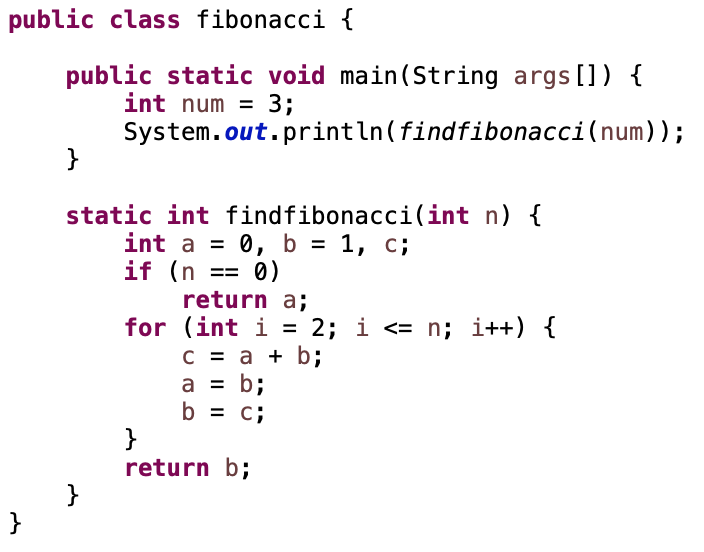 public class fibonacci {
    public static void main(String args[]) {
        int num = 3;
        System.out.println(findfibonacci(num));
    }
    static int findfibonacci(int n) {
        int a = 0, b = 1, c;
        if (n == 0)
            return a;
        for (int i = 2; i <= n; i++) {
            c = a + b;
            a = b;
            b = c;
        }
        return b;
    }
}